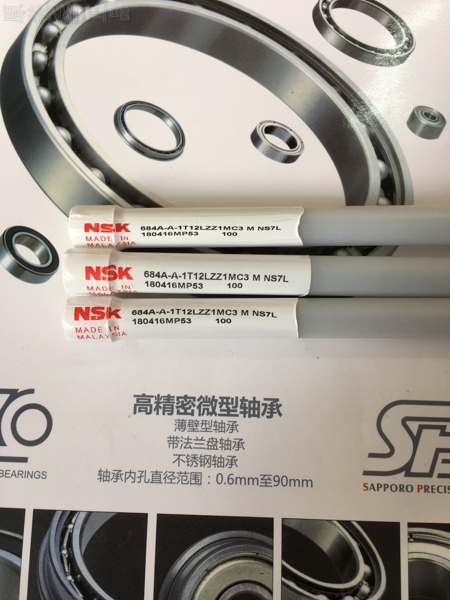 NSK 684A-A-1T12LZZ1MC3 M NS7L
MADE IN 180416MP53 100
MALAYSIA
NSK 684A-A-1T12LZZ1MC3 M NS7L
MADE IN 180416MP53 100
MALAYSIA
NSK 684A-A-1T12LZZ1MC3 M NS7L
MADE IN 180416MP53 100
MALAYSIA
高精密微型轴承
薄壁型轴承
带法兰盘轴承
不锈钢轴承
轴承内孔直径范围：0.6mm至90mm
BEARINGS
SAPPORO PRECIS